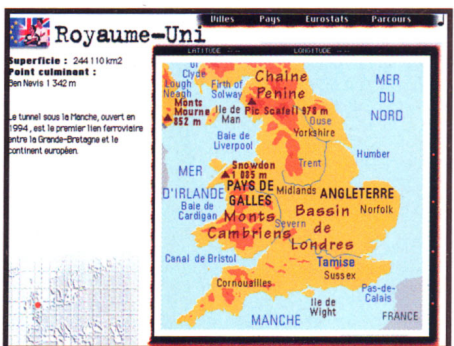 Villes Pays Eurostats Parcours
Royaume-Uni
LATITUDE -- -- LONGITUDE -- --
Superficie : 244 110 km2
Point culminant :
Ben Nevis 1 342 m
Le tunnel sous la Manche, ouvert en
1994, est le premier lien ferroviaire
entre la Grande-Bretagne et le
continent européen.
of
Clyde
Lough
Neagh
Firth of
Solway
Chaîne
Penine
MER
DU
NORD
Monts
Mourne
852 m
Ile de
Man
Pic Scafell 978 m
Ouse
Yorkshire
Baie de
Liverpool
Humber
Trent
MER
D'IRLANDE
Snowdon
1 085 m
PAYS DE
GALLES
Midlands
ANGLETERRE
Baie de
Cardigan
Monts
Cambriens
Severn
Bassin
de
Londres
Norfolk
Canal de Bristol
Tamise
Sussex
Cornouailles
Pas-de-
Calais
Ile de
Wight
MANCHE
FRANCE